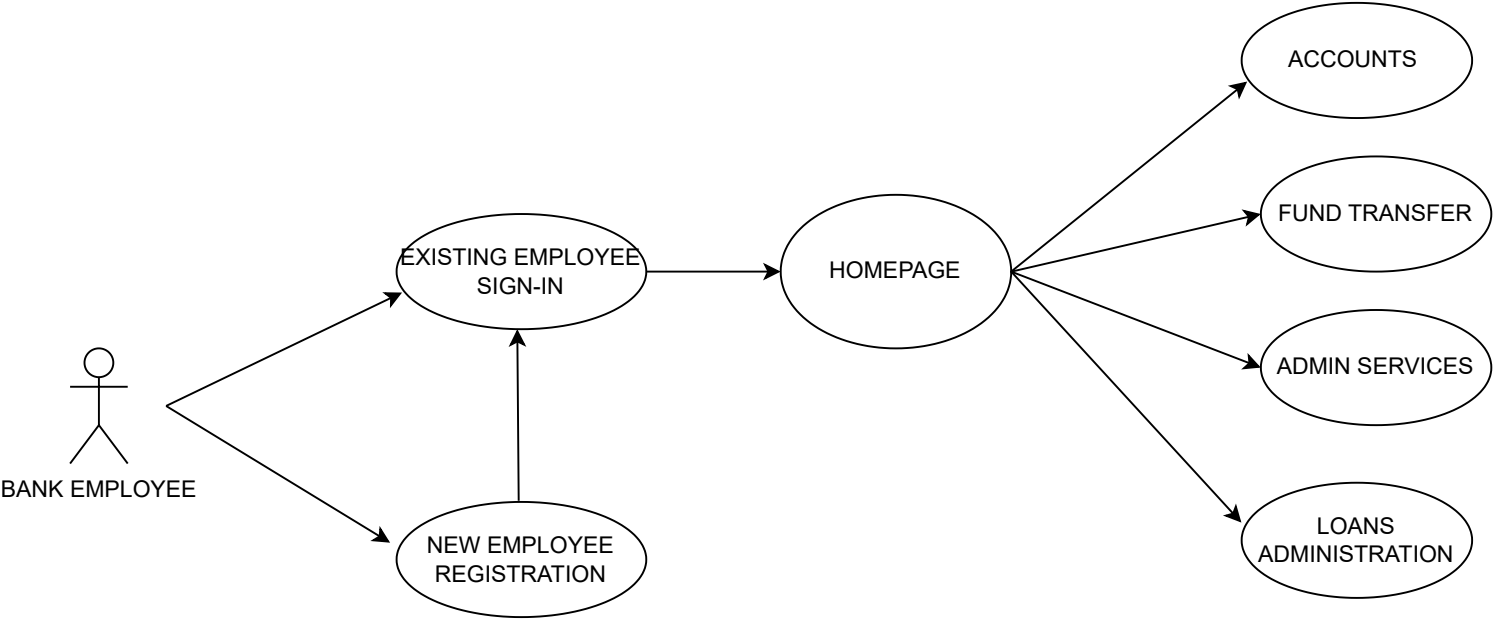 ACCOUNTS
FUND TRANSFER
EXISTING EMPLOYEE
SIGN-IN
HOMEPAGE
ADMIN SERVICES
BANK EMPLOYEE
NEW EMPLOYEE
REGISTRATION
LOANS
ADMINISTRATION